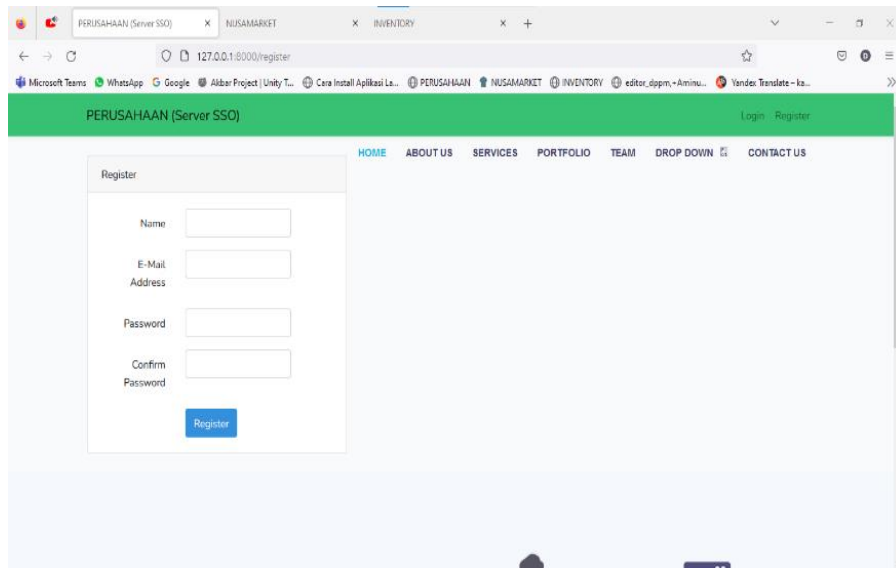 PERUSAHAAN (Server SSO) NUSAMARKET INVENTORY
127.0.0.1:8000/register
Microsoft Teams WhatsApp Google Akbar Project | Unity T... Cara Install Aplikasi La... PERUSAHAAN NUSAMARKET INVENTORY editor_dppm,+Aminu... Yandex Translate – ka...
PERUSAHAAN (Server SSO) Login Register
HOME ABOUT US SERVICES PORTFOLIO TEAM DROP DOWN CONTACT US
Register
Name
E-Mail
Address
Password
Confirm
Password
Register